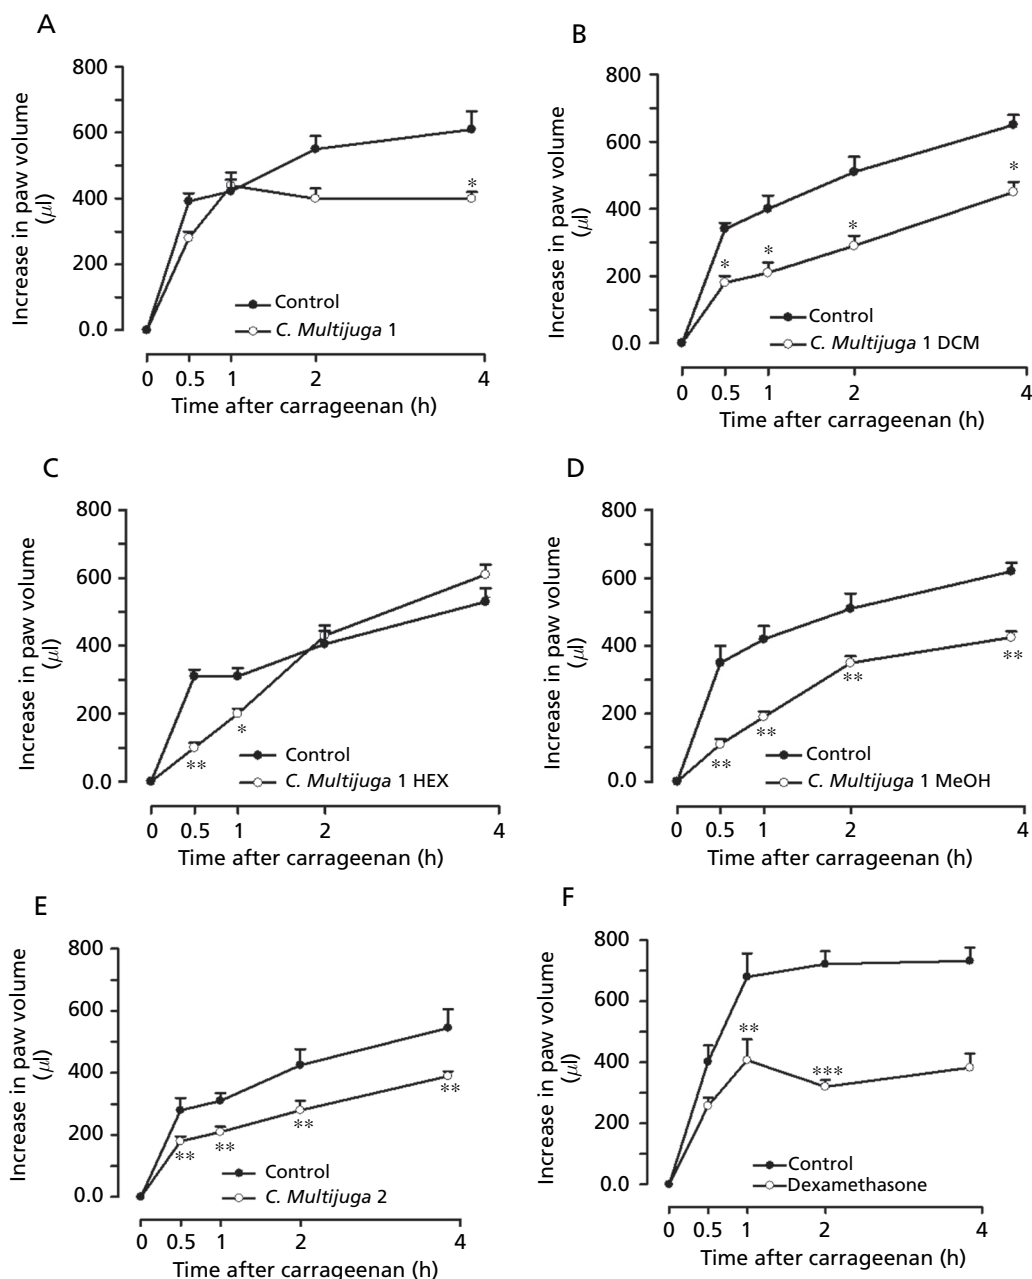 A
800
600
400
200
0.0
Increase in paw volume
(µl)
*
Control
C. Multijuga 1
0 0.5 1 2 4
Time after carrageenan (h)
B
800
600
400
200
0.0
Increase in paw volume
(µl)
* * * *
Control
C. Multijuga 1 DCM
0 0.5 1 2 4
Time after carrageenan (h)
C
800
600
400
200
0.0
Increase in paw volume
(µl)
** *
Control
C. Multijuga 1 HEX
0 0.5 1 2 4
Time after carrageenan (h)
D
800
600
400
200
0.0
Increase in paw volume
(µl)
** ** ** **
Control
C. Multijuga 1 MeOH
0 0.5 1 2 4
Time after carrageenan (h)
E
800
600
400
200
0.0
Increase in paw volume
(µl)
** ** ** **
Control
C. Multijuga 2
0 0.5 1 2 4
Time after carrageenan (h)
F
800
600
400
200
0.0
Increase in paw volume
(µl)
** ***
Control
Dexamethasone
0 0.5 1 2 4
Time after carrageenan (h)